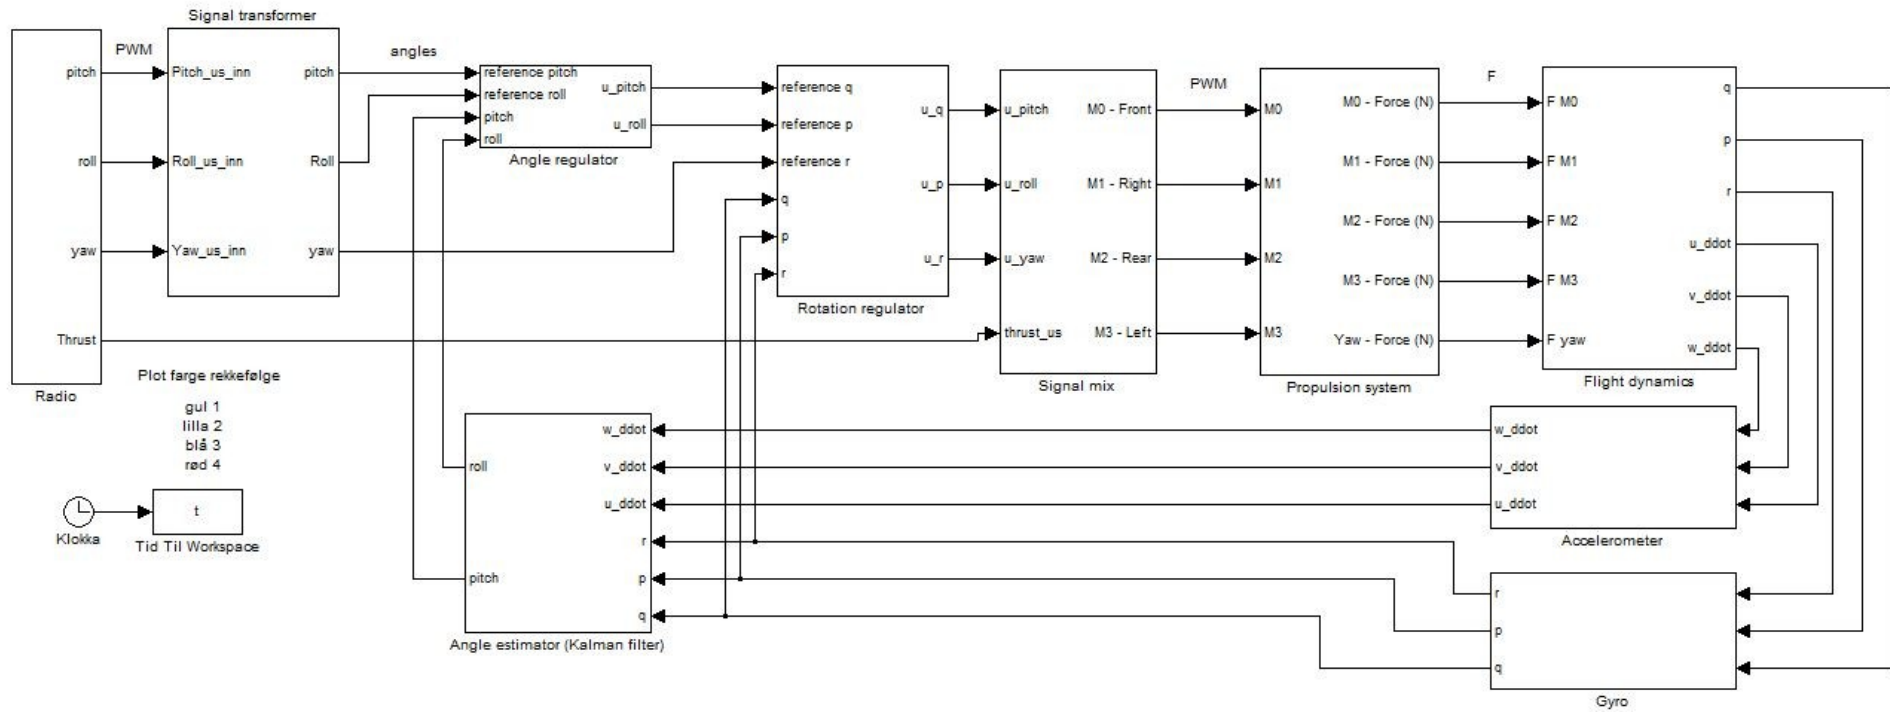 Signal transformer
PWM
angles
pitch
roll
yaw
Thrust
Radio
Pitch_us_inn
Roll_us_inn
Yaw_us_inn
pitch
Roll
yaw
reference pitch
reference roll
pitch
roll
u_pitch
u_roll
Angle regulator
reference q
reference p
reference r
q
p
r
u_q
u_p
u_r
Rotation regulator
u_pitch
u_roll
u_yaw
thrust_us
M0 - Front
M1 - Right
M2 - Rear
M3 - Left
Signal mix
PWM
M0
M1
M2
M3
M0 - Force (N)
M1 - Force (N)
M2 - Force (N)
M3 - Force (N)
Yaw - Force (N)
Propulsion system
F
F M0
F M1
F M2
F M3
F yaw
q
p
r
u_ddot
v_ddot
w_ddot
Flight dynamics
Plot farge rekkefølge
gul 1
lilla 2
blå 3
rød 4
Klokka
t
Tid Til Workspace
roll
pitch
w_ddot
v_ddot
u_ddot
r
p
q
Angle estimator (Kalman filter)
w_ddot
v_ddot
u_ddot
Accelerometer
r
p
q
Gyro